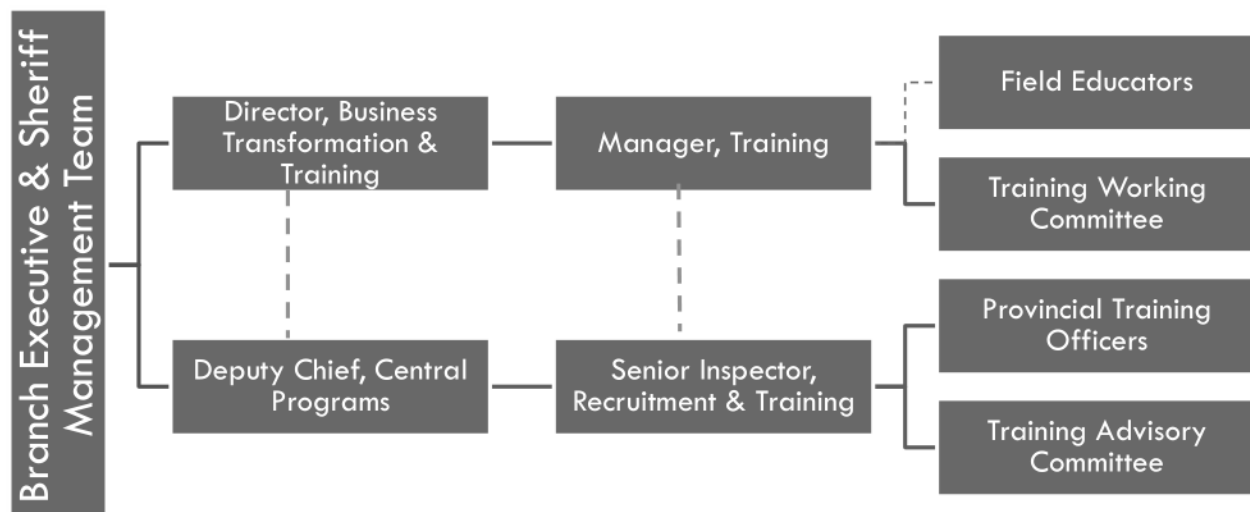 Branch Executive & Sheriff
Management Team
Director, Business
Transformation &
Training
Manager, Training
Field Educators
Training Working
Committee
Deputy Chief, Central
Programs
Senior Inspector,
Recruitment & Training
Provincial Training
Officers
Training Advisory
Committee